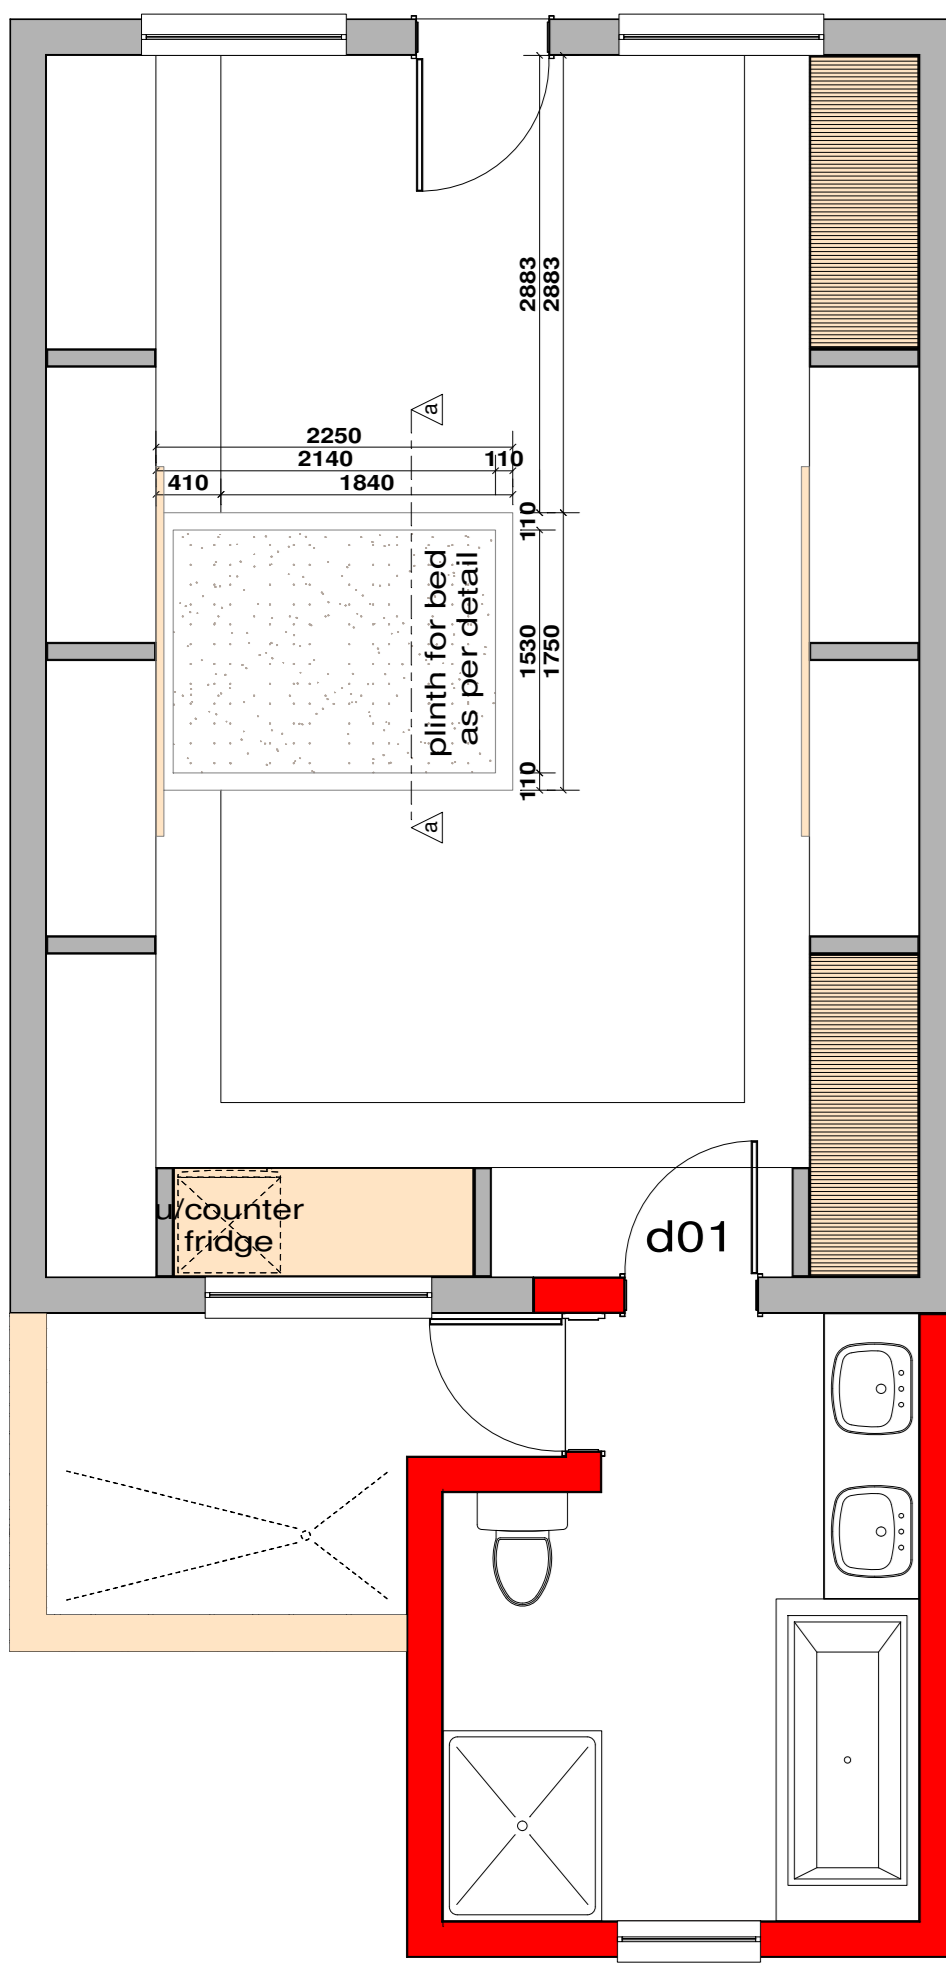 2883
2883
a
2250
2140
110
410
1840
110
plinth for bed
as per detail
1530
1750
110
a
u/counter
fridge
d01